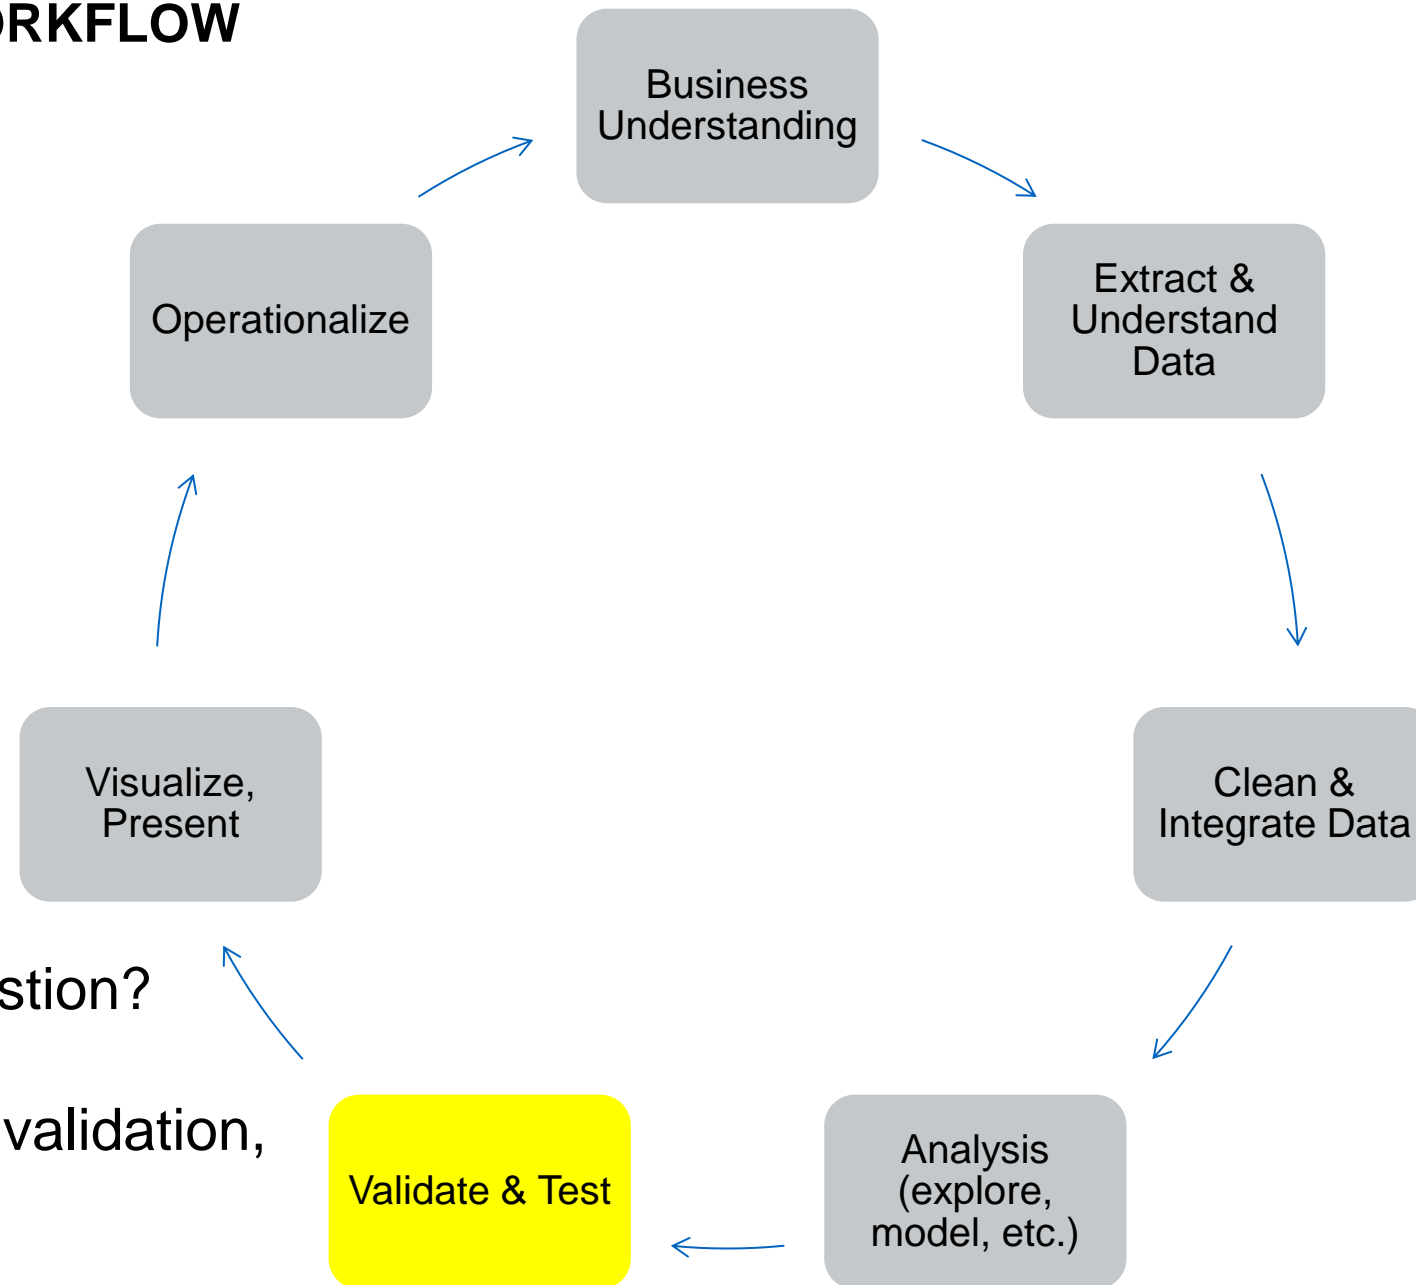 ORKFLOW
Business
Understanding
Extract &
Understand
Data
Clean &
Integrate Data
Analysis
(explore,
model, etc.)
Validate & Test
Visualize,
Present
Operationalize
stion?
validation,